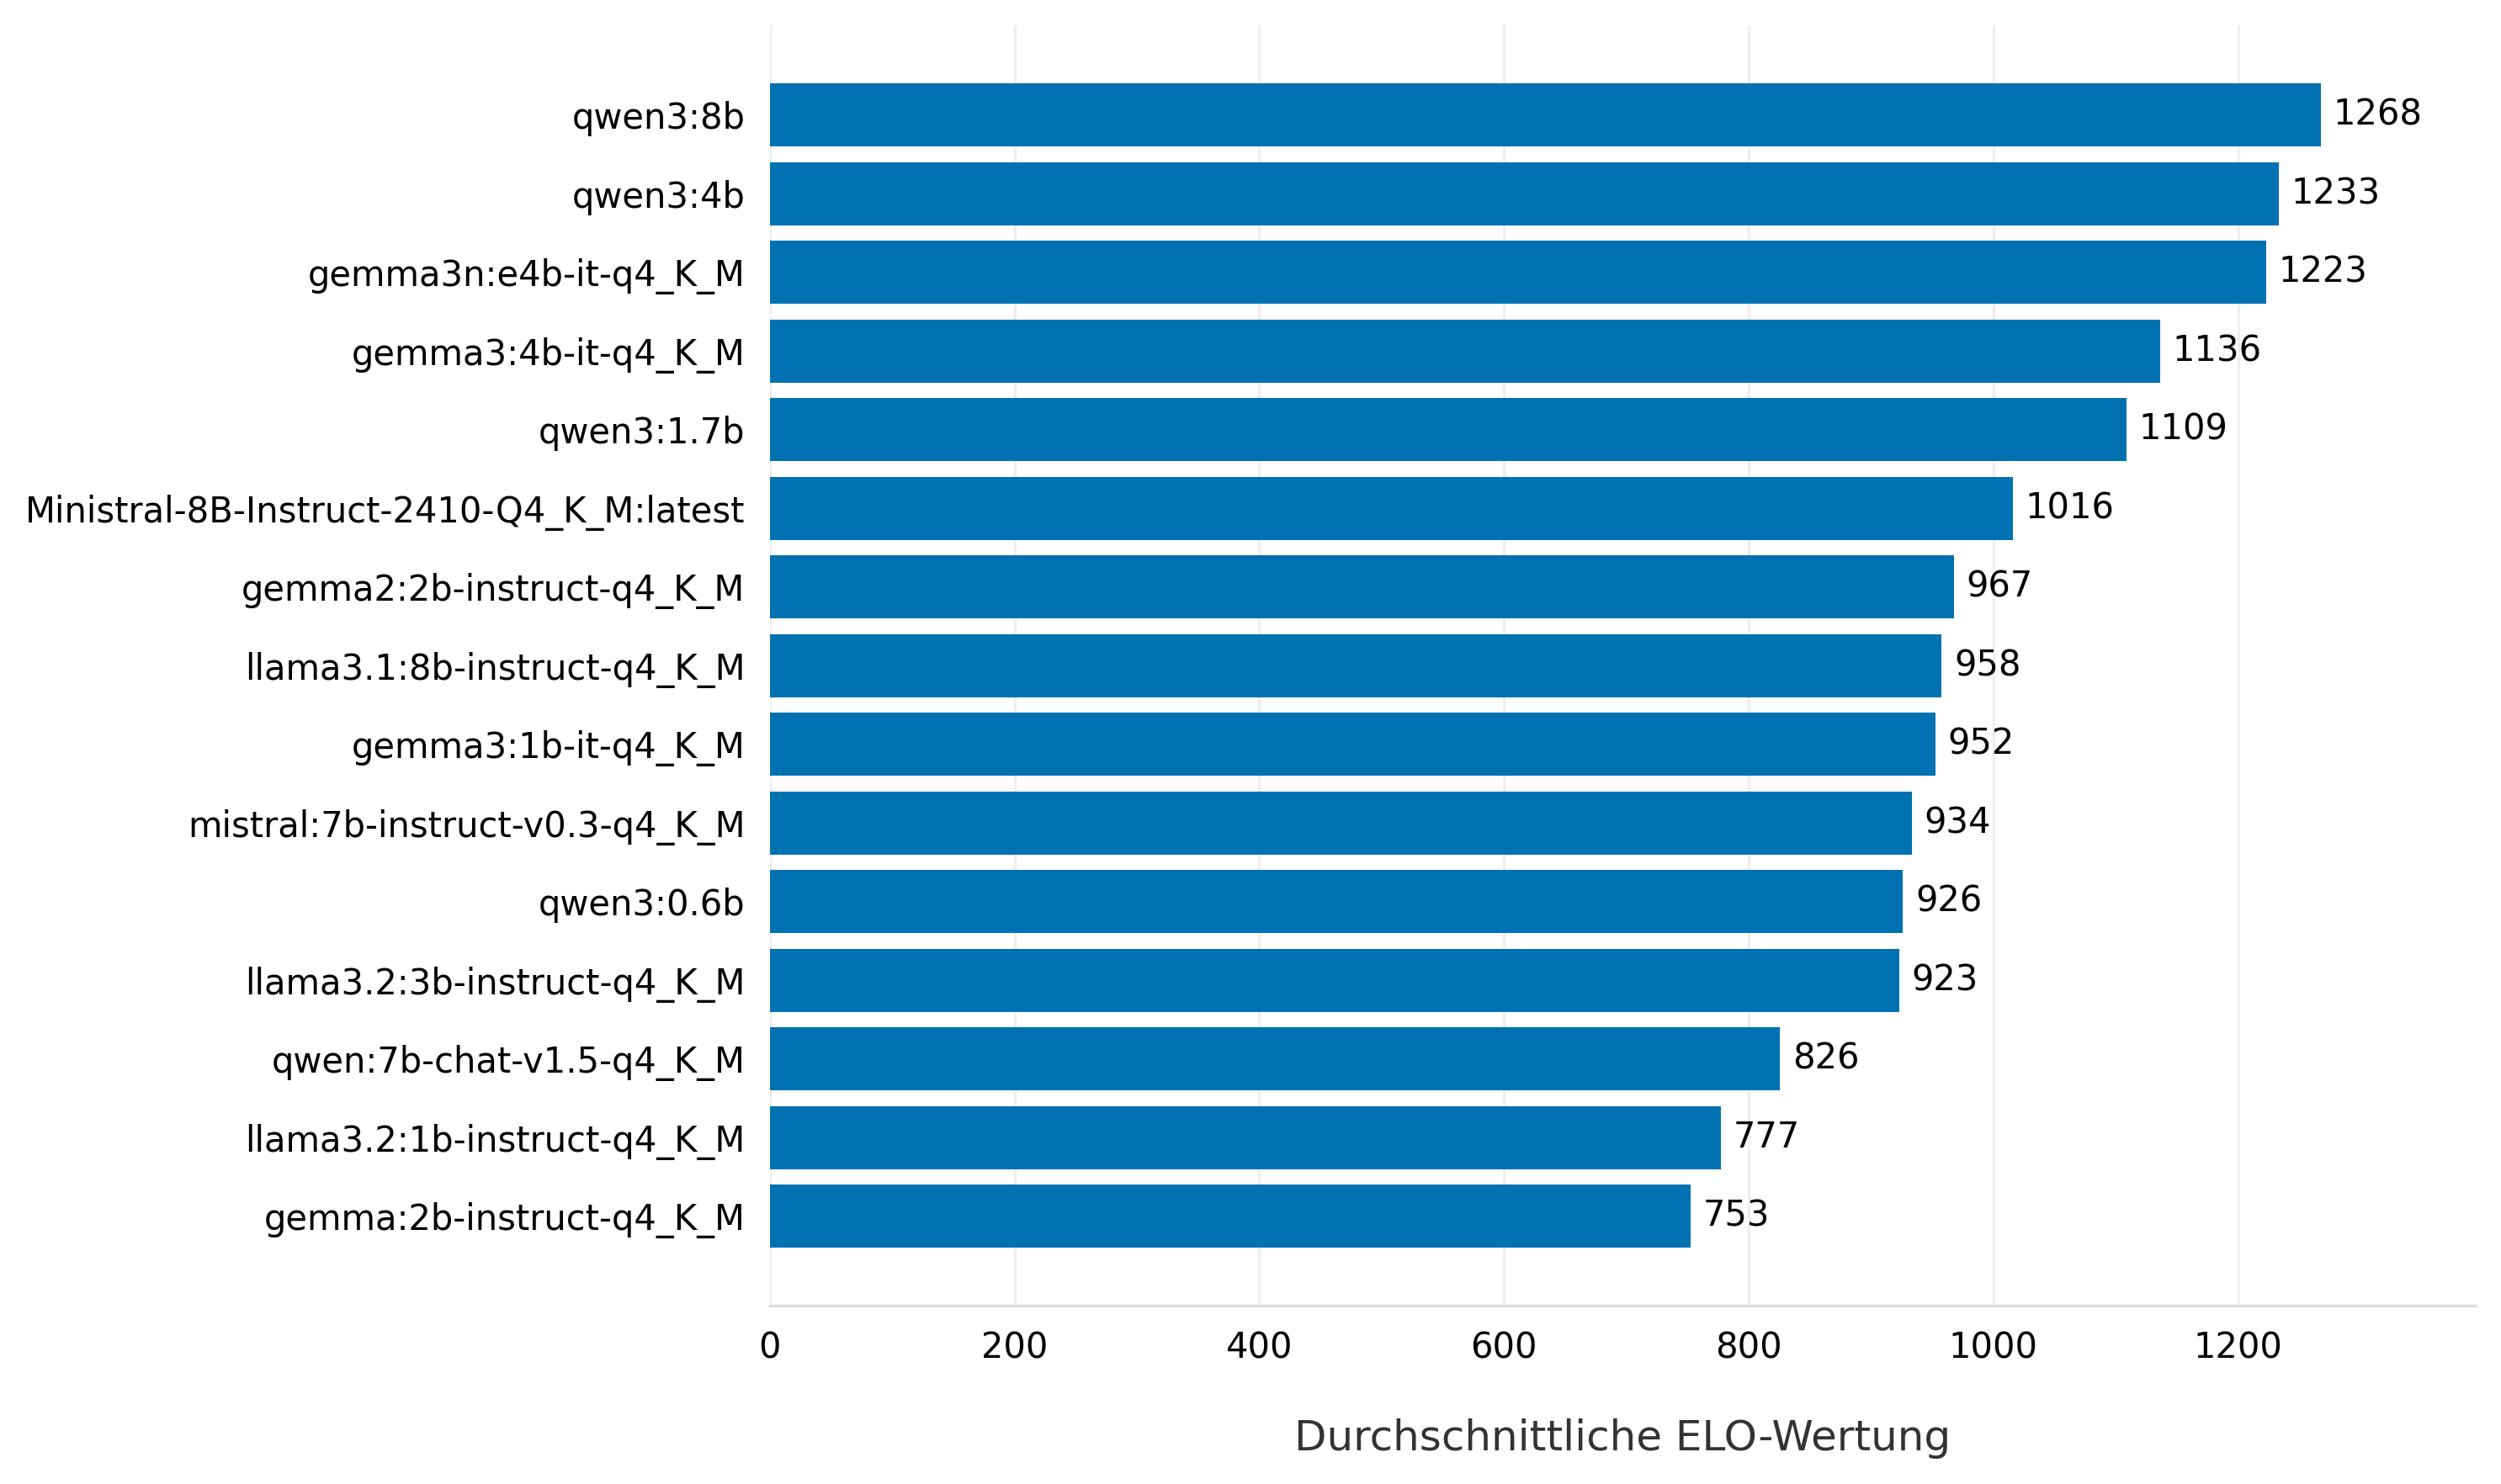 qwen3:8b 1268
qwen3:4b 1233
gemma3n:e4b-it-q4_K_M 1223
gemma3:4b-it-q4_K_M 1136
qwen3:1.7b 1109
Ministral-8B-Instruct-2410-Q4_K_M:latest 1016
gemma2:2b-instruct-q4_K_M 967
llama3.1:8b-instruct-q4_K_M 958
gemma3:1b-it-q4_K_M 952
mistral:7b-instruct-v0.3-q4_K_M 934
qwen3:0.6b 926
llama3.2:3b-instruct-q4_K_M 923
qwen:7b-chat-v1.5-q4_K_M 826
llama3.2:1b-instruct-q4_K_M 777
gemma:2b-instruct-q4_K_M 753
0 200 400 600 800 1000 1200
Durchschnittliche ELO-Wertung